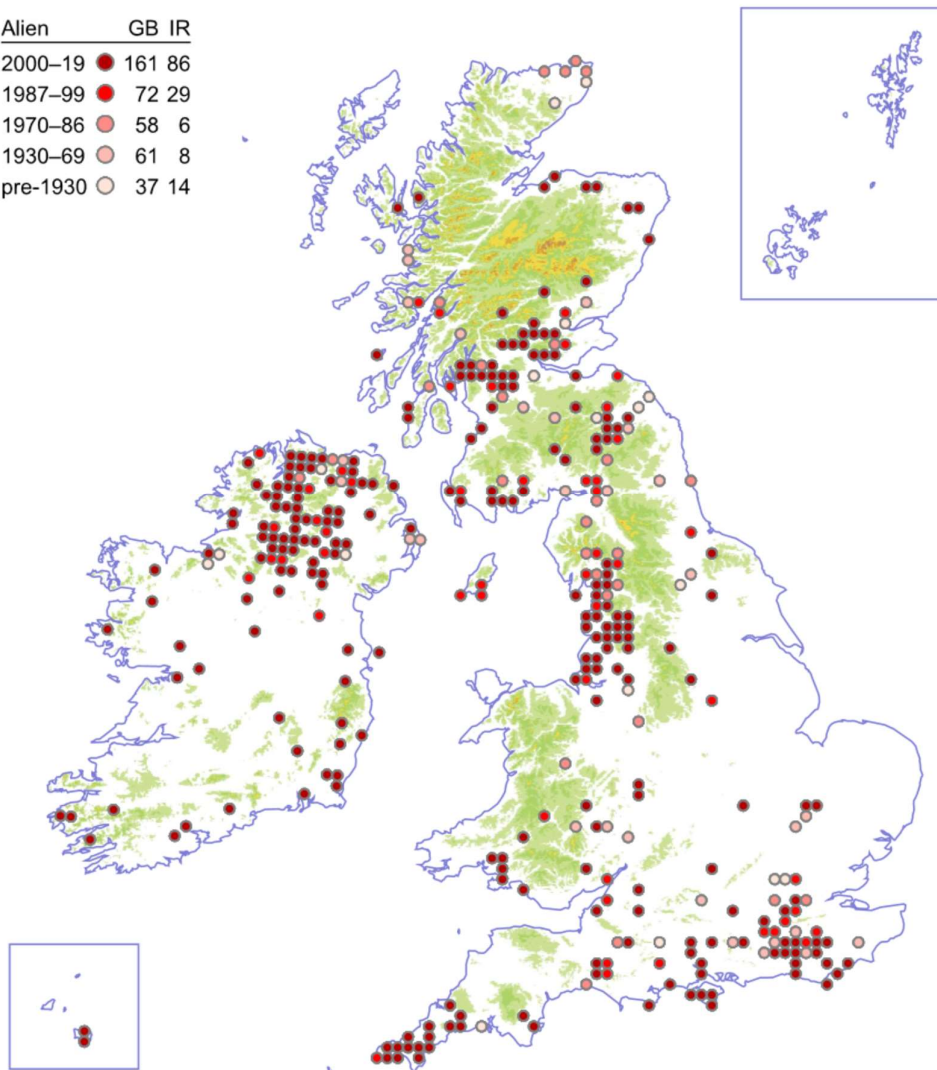 Alien GB IR
2000–19 161 86
1987–99 72 29
1970–86 58 6
1930–69 61 8
pre-1930 37 14